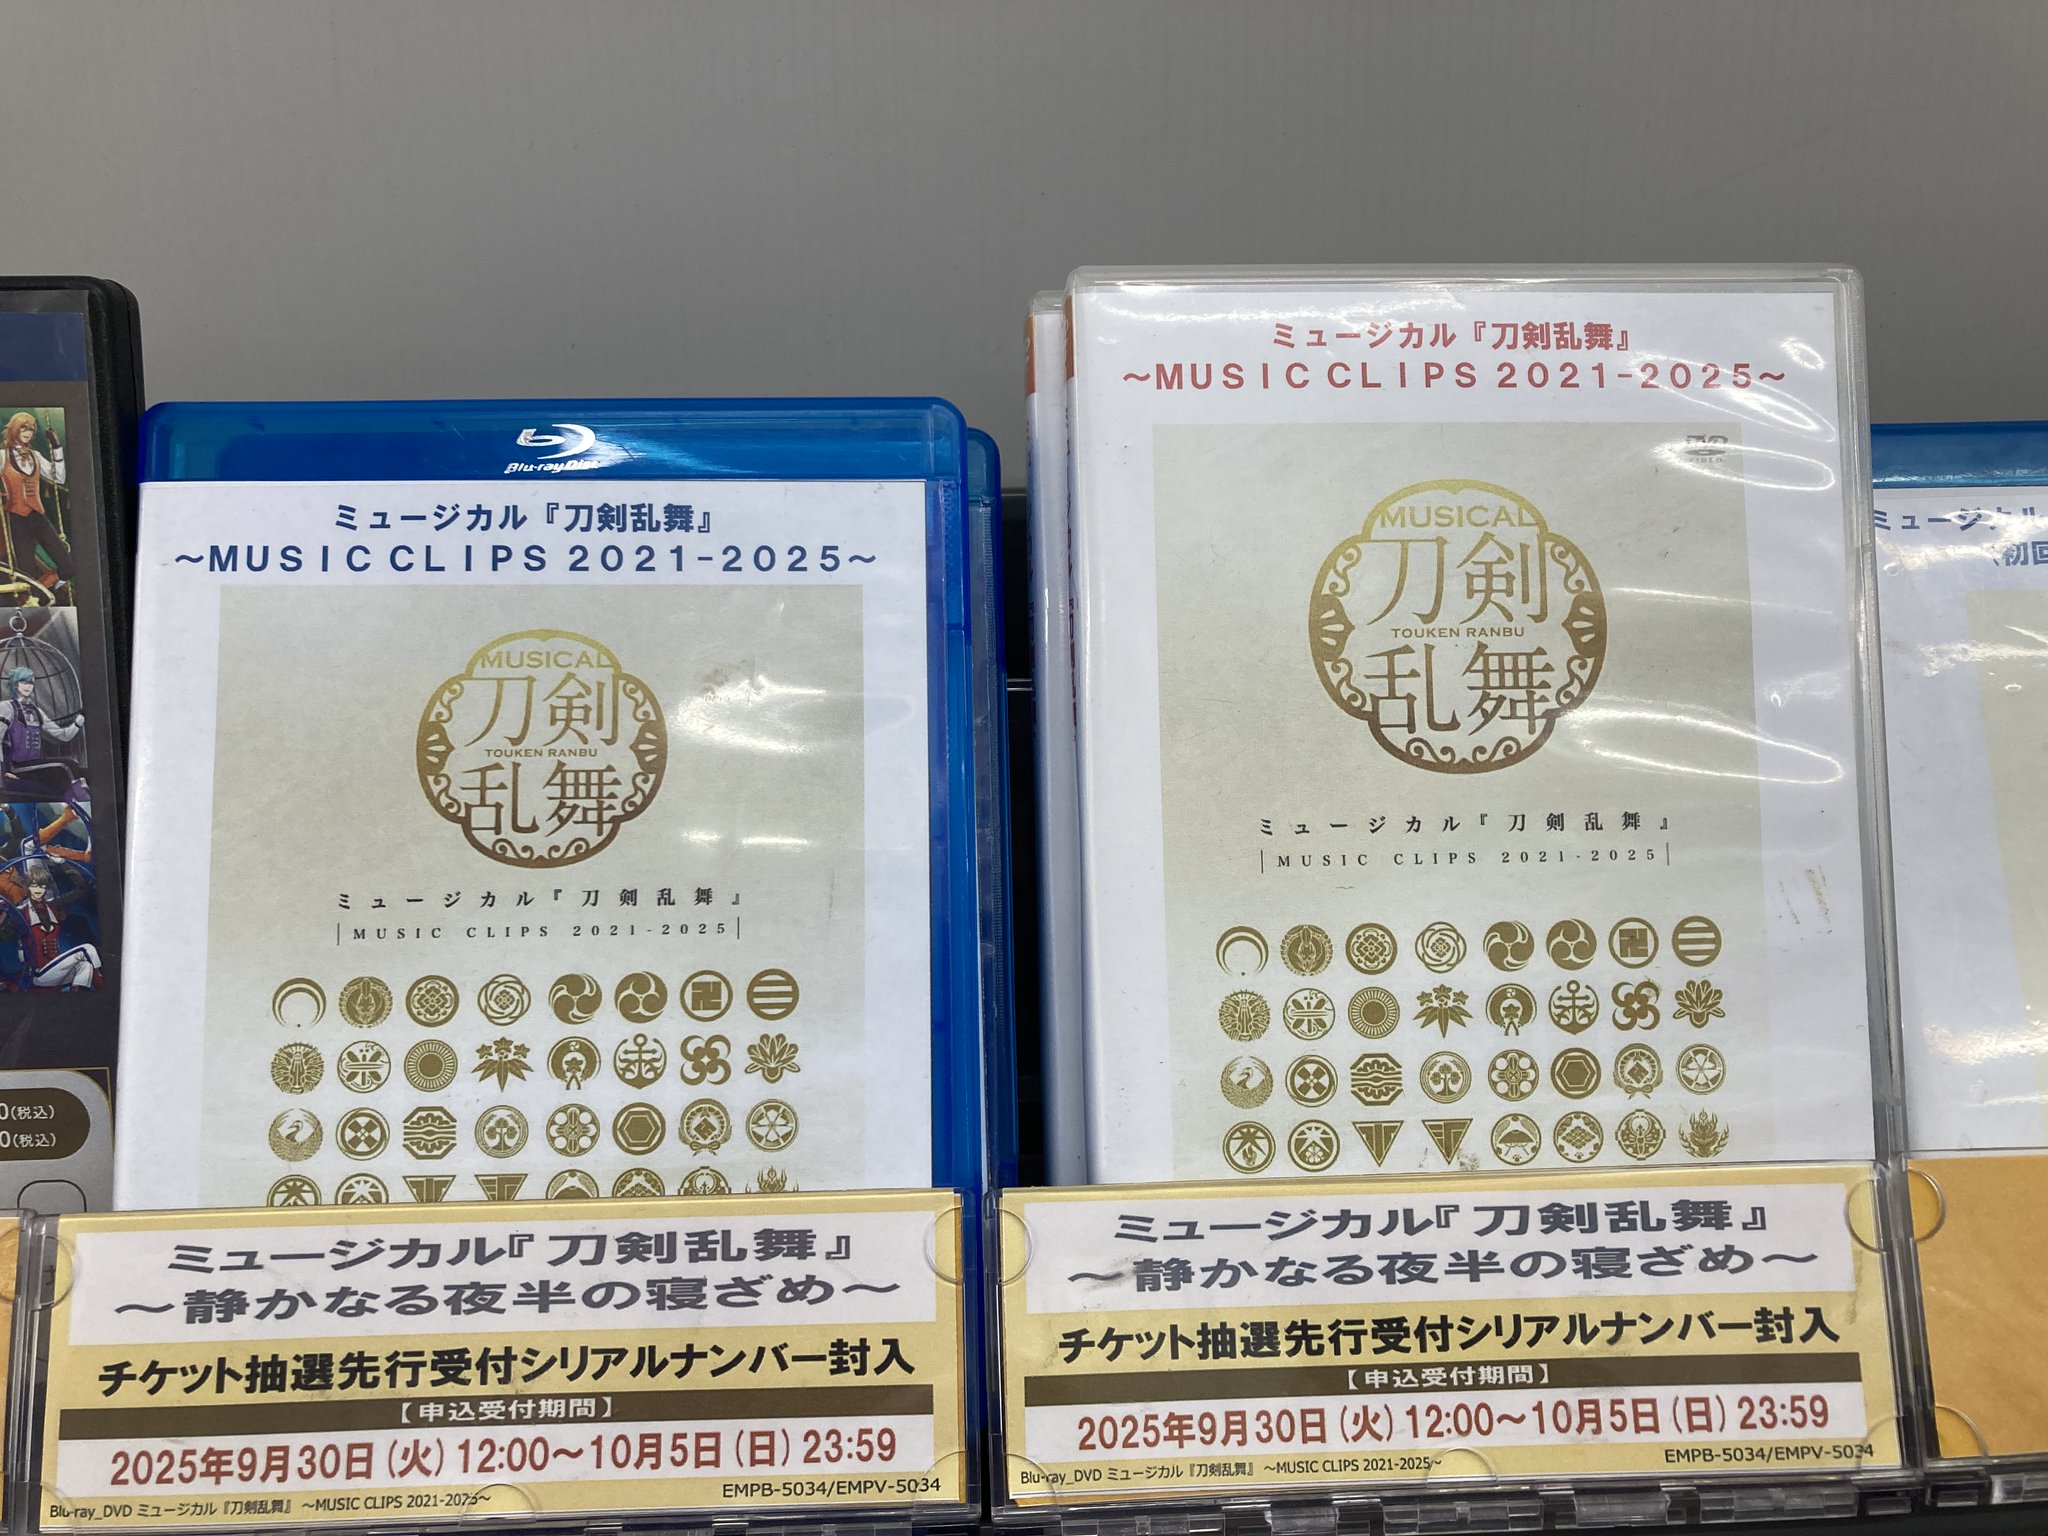 0(税込)
0(税込)
Blu-ray Disc
ミュージカル『刀剣乱舞』
～MUSIC CLIPS 2021-2025～
MUSICAL
刀剣
TOUKEN RANBU
乱舞
ミュージカル『刀剣乱舞』
MUSIC CLIPS 2021-2025
ミュージカル『刀剣乱舞』
～静かなる夜半の寝ざめ～
チケット抽選先行受付シリアルナンバー封入
【申込受付期間】
2025年9月30日(火)12:00～10月5日(日)23:59
EMPB-5034/EMPV-5034
Blu-ray_DVD ミュージカル『刀剣乱舞』 ～MUSIC CLIPS 2021-2025～
ミュージカル『刀剣乱舞』
～MUSIC CLIPS 2021-2025～
DVD
VIDEO
MUSICAL
刀剣
TOUKEN RANBU
乱舞
ミュージカル『刀剣乱舞』
MUSIC CLIPS 2021-2025
ミュージカル『刀剣乱舞』
～静かなる夜半の寝ざめ～
チケット抽選先行受付シリアルナンバー封入
【申込受付期間】
2025年9月30日(火)12:00～10月5日(日)23:59
EMPB-5034/EMPV-5034
Blu-ray_DVD ミュージカル『刀剣乱舞』 ～MUSIC CLIPS 2021-2025～
ミュージカル
(初回